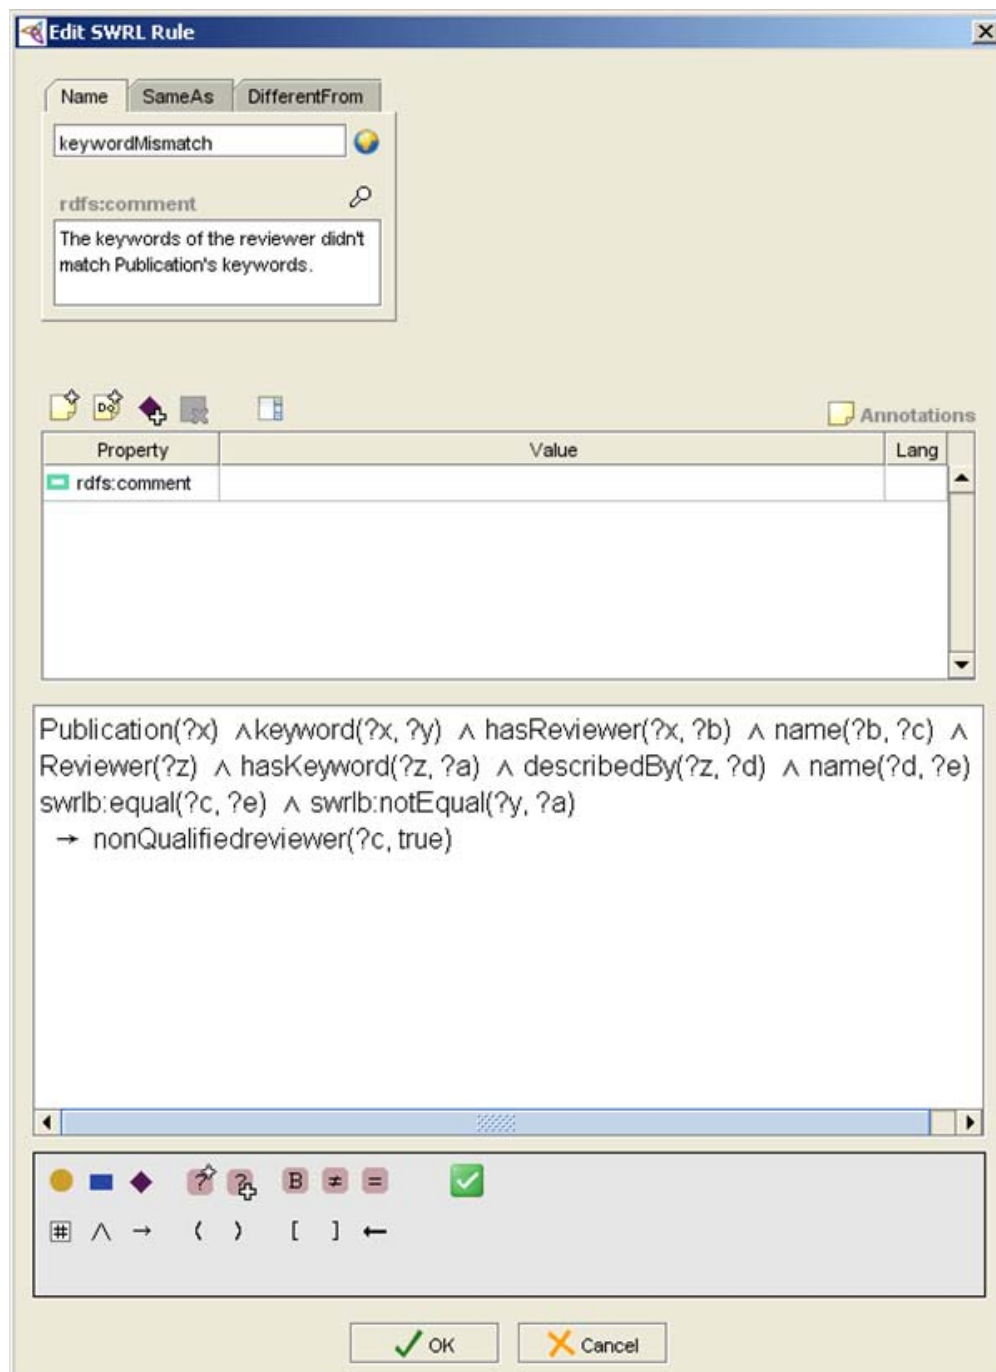 Edit SWRL Rule
Name SameAs DifferentFrom
keywordMismatch
rdfs:comment
The keywords of the reviewer didn't
match Publication's keywords.
Annotations
Property Value Lang
rdfs:comment
Publication(?x) ∧keyword(?x, ?y) ∧ hasReviewer(?x, ?b) ∧ name(?b, ?c) ∧
Reviewer(?z) ∧ hasKeyword(?z, ?a) ∧ describedBy(?z, ?d) ∧ name(?d, ?e)
swrlb:equal(?c, ?e) ∧ swrlb:notEqual(?y, ?a)
→ nonQualifiedreviewer(?c, true)
? ? B ≠ =
# ∧ → ( ) [ ] ←
OK Cancel